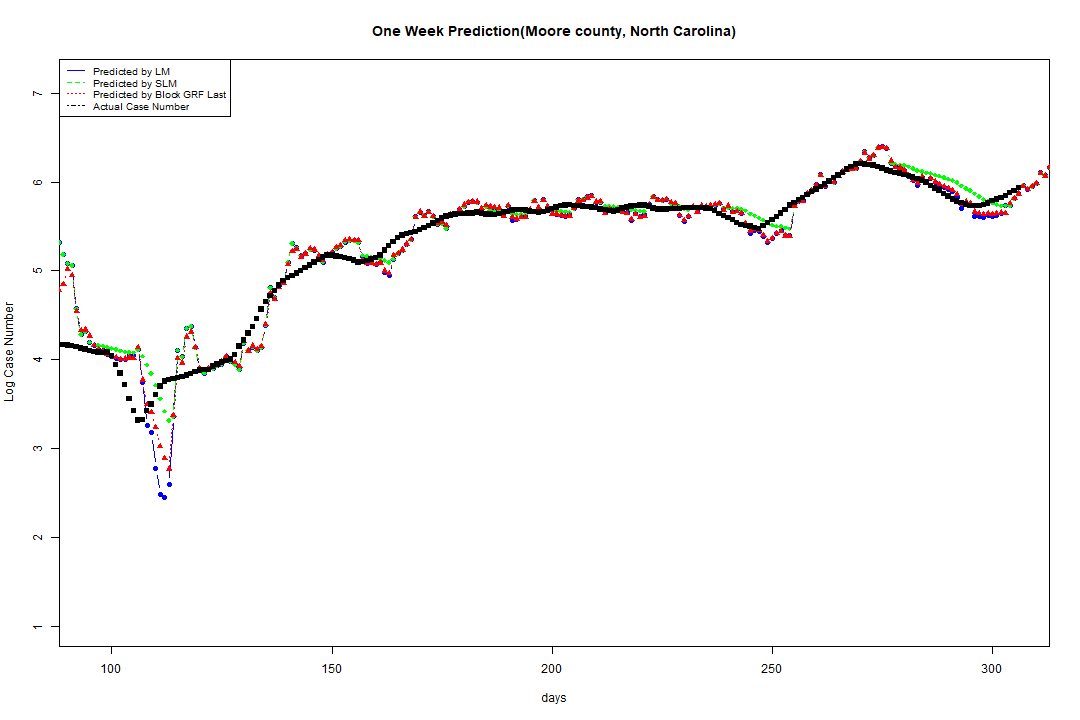 One Week Prediction(Moore county, North Carolina)
Predicted by LM
Predicted by SLM
Predicted by Block GRF Last
Actual Case Number
Log Case Number
7
6
5
4
3
2
1
100 150 200 250 300
days